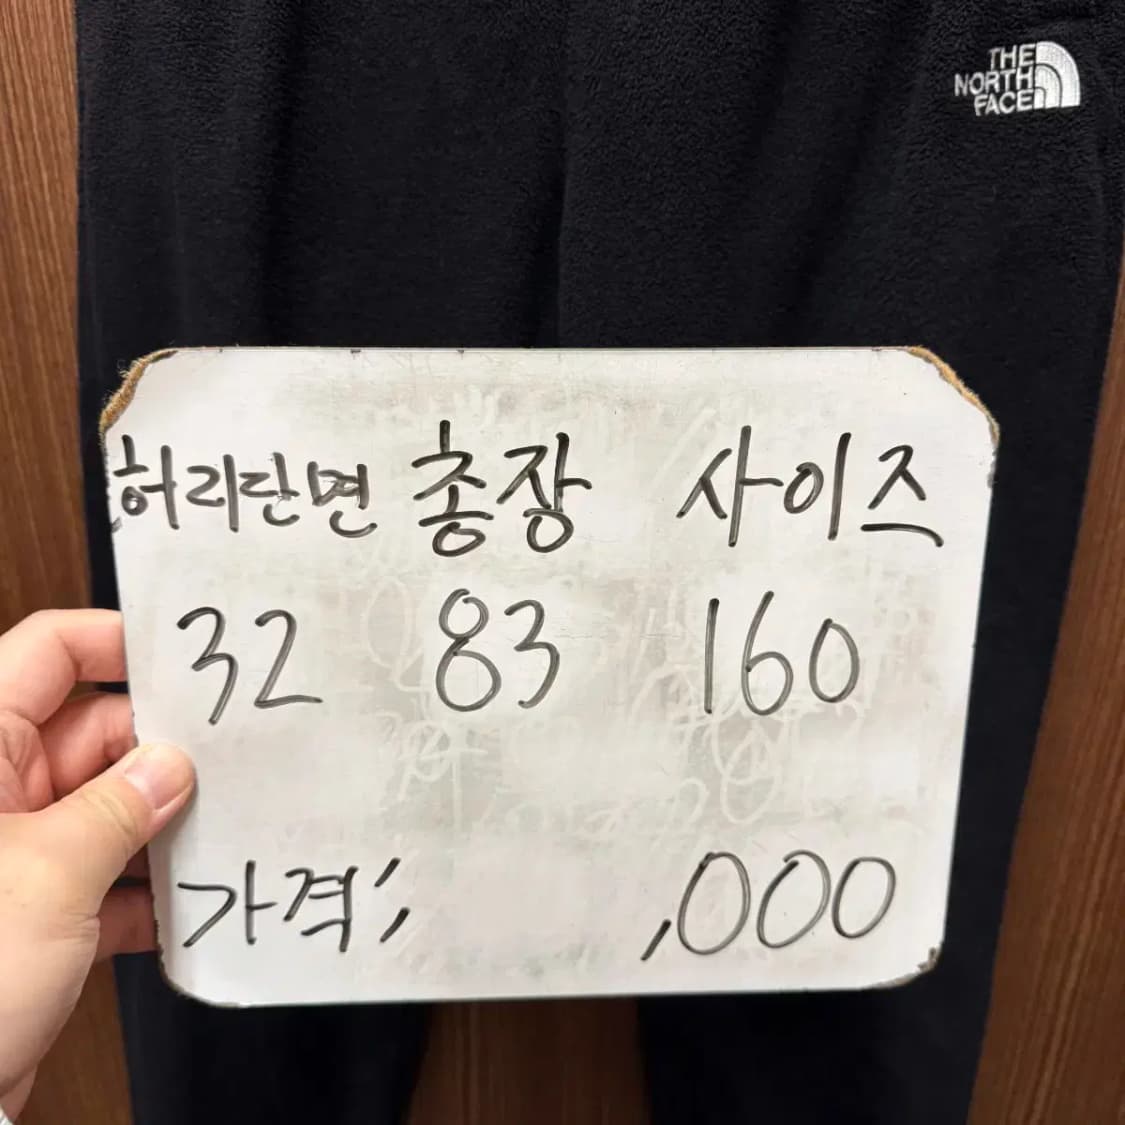 THE
NORTH
FACE
허리단면 총장 사이즈
32 83 160
가격; ,000